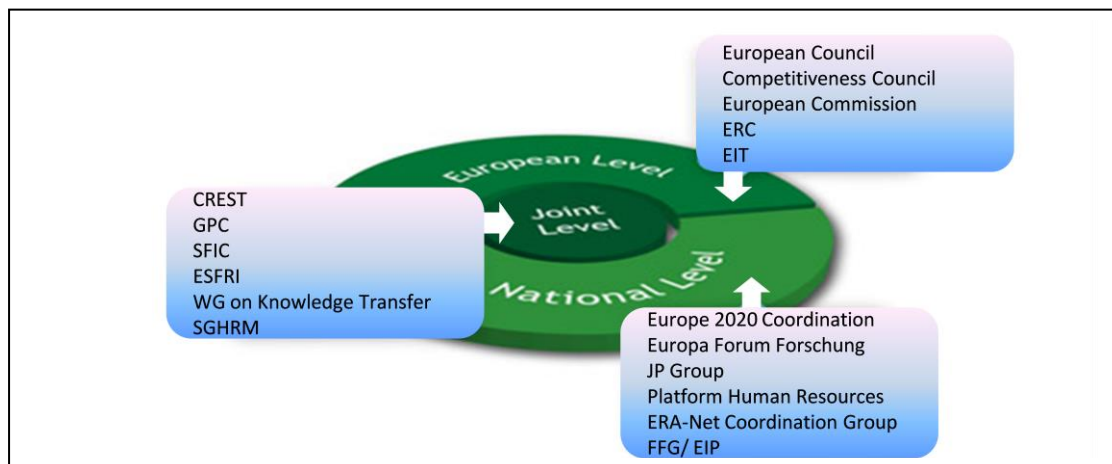 European Council
Competitiveness Council
European Commission
ERC
EIT
European Level
Joint
Level
National Level
CREST
GPC
SFIC
ESFRI
WG on Knowledge Transfer
SGHRM
Europe 2020 Coordination
Europa Forum Forschung
JP Group
Platform Human Resources
ERA-Net Coordination Group
FFG/ EIP